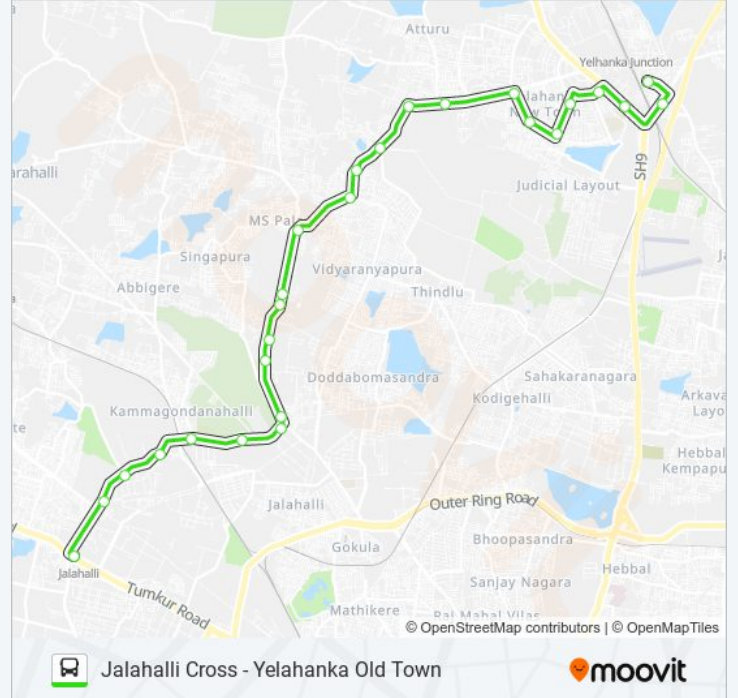 Atturu
Yelhanka Junction
New Town
arahalli
SH9
Judicial Layout
MS Pal
Singapura
Vidyaranyapura
Abbigere
Thindlu
Doddabomasandra
Sahakaranagara
Kodigehalli
Arkava
Layo
Kammagondanahalli
te
Hebbal
Kempapu
Jalahalli
Outer Ring Road
Gokula
Bhoopasandra
Hebbal
Jalahalli
Tumkur Road
Sanjay Nagara
Mathikere
Raj Mahal Vilas
© OpenStreetMap contributors | © OpenMapTiles
Jalahalli Cross - Yelahanka Old Town
moovit